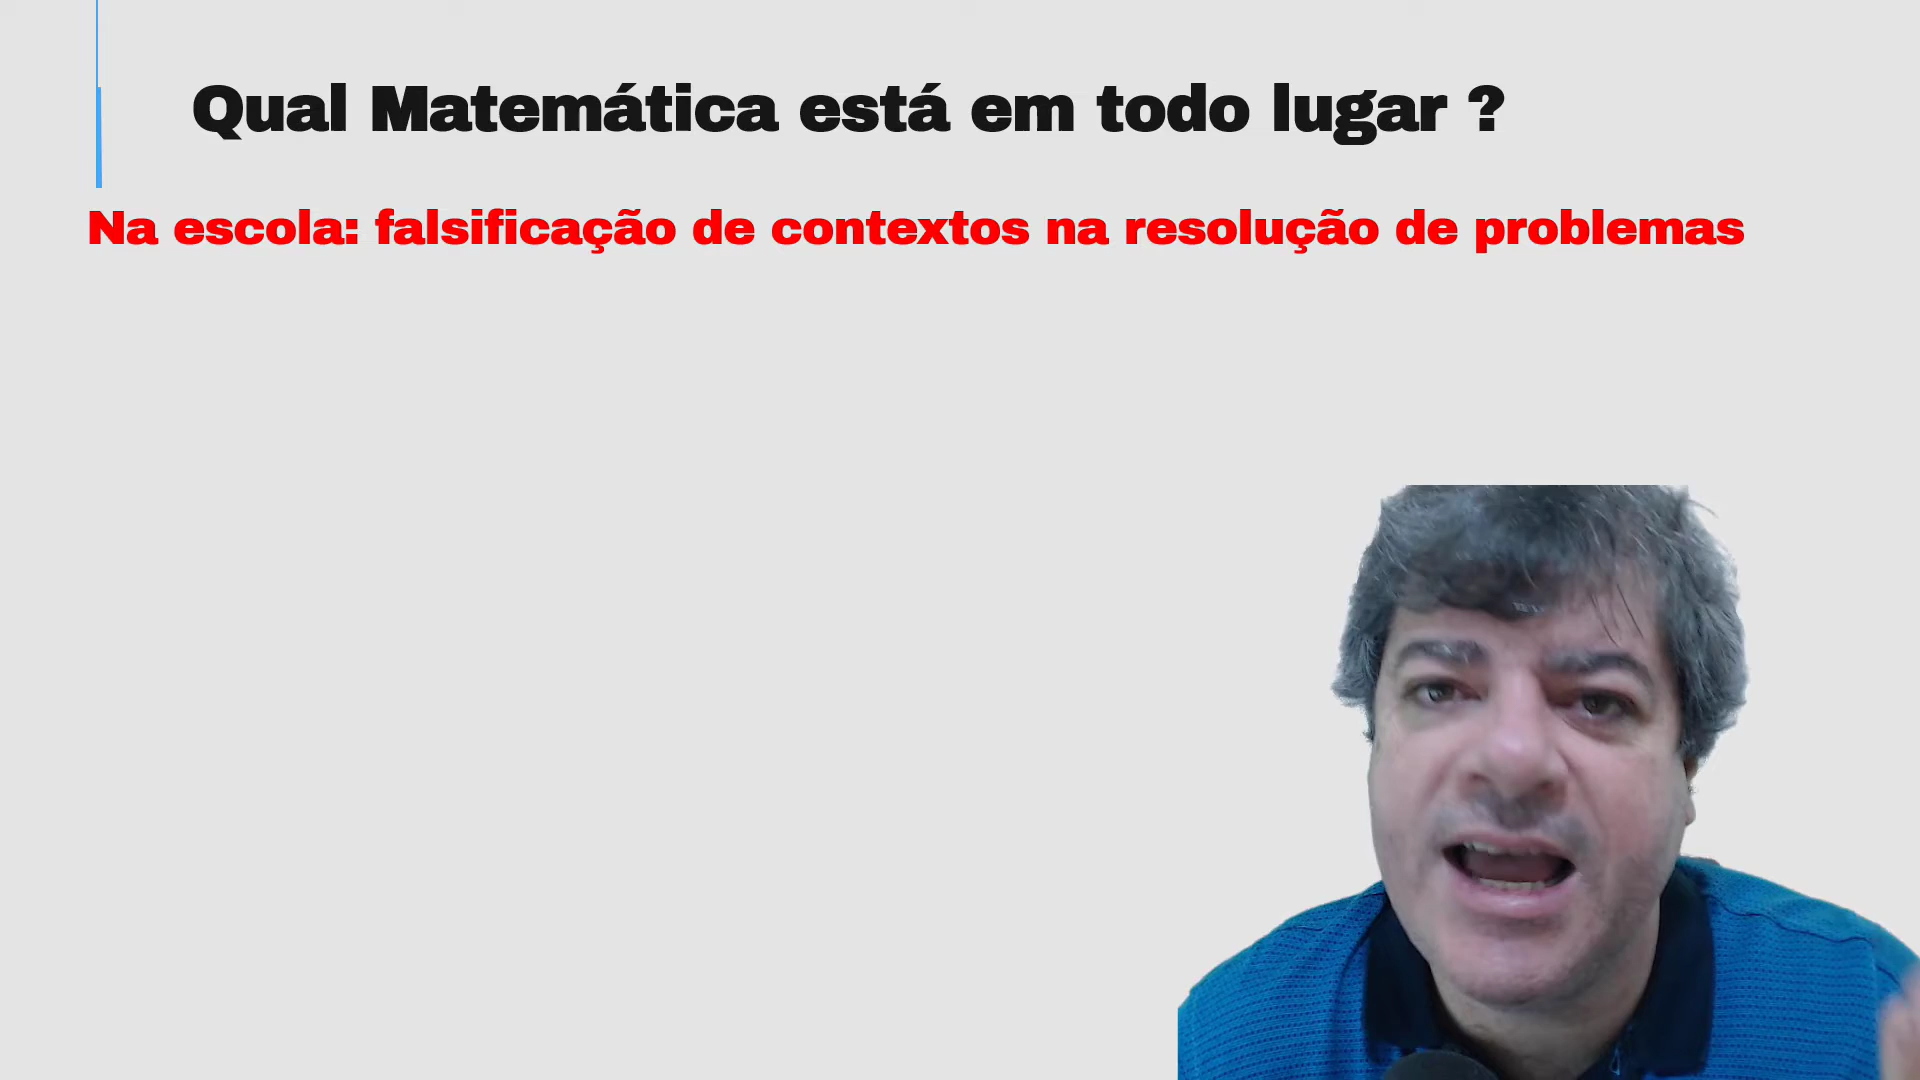 Qual Matemática está em todo lugar ?
Na escola: falsificação de contextos na resolução de problemas